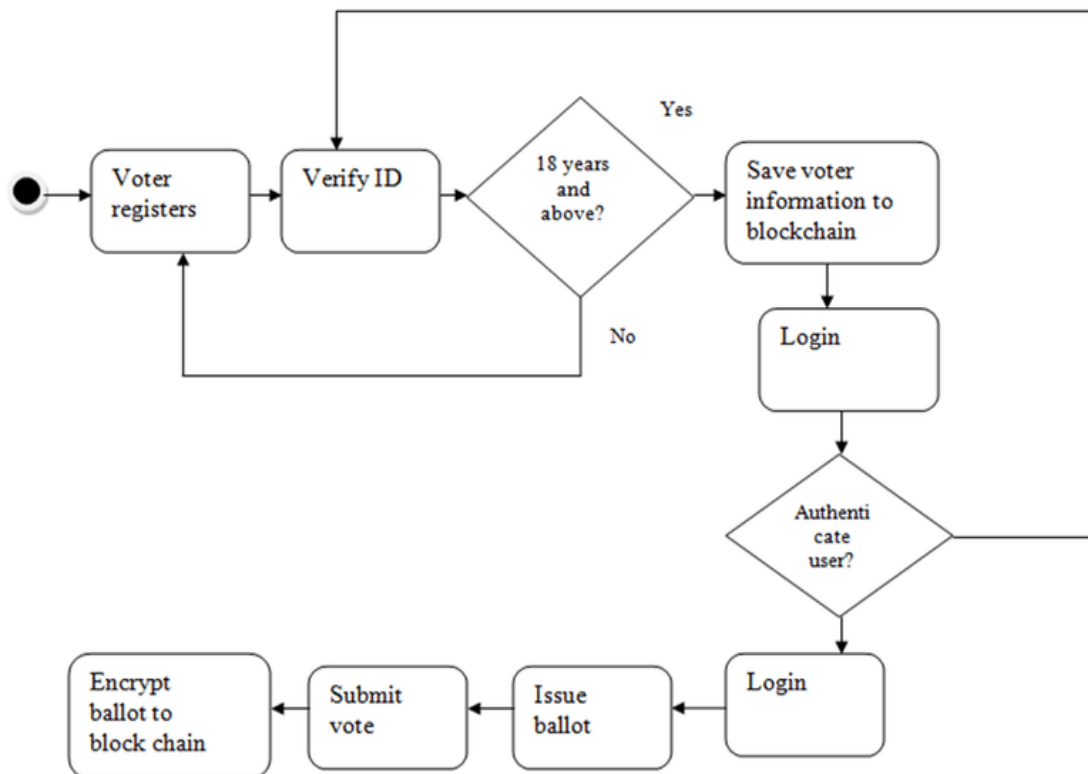 Voter
registers
Verify ID
18 years
and
above?
Yes
No
Save voter
information to
blockchain
Login
Authenti
cate
user?
Login
Issue
ballot
Submit
vote
Encrypt
ballot to
block chain